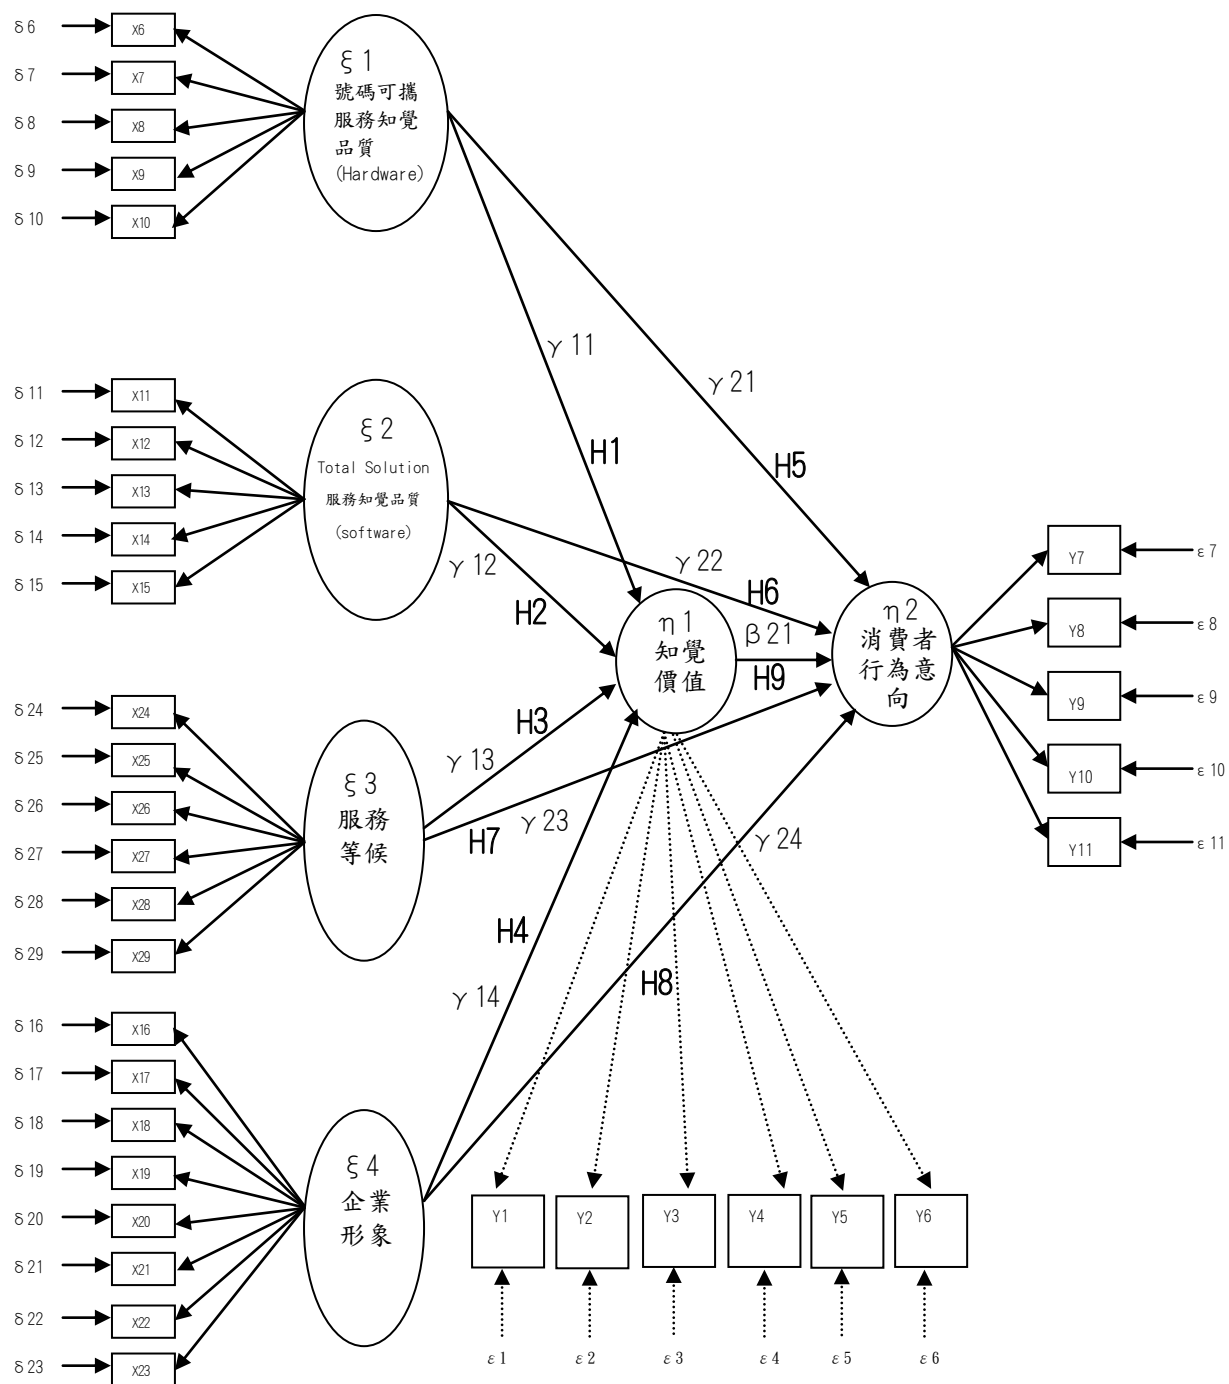 δ6
X6
δ7
X7
δ8
X8
δ9
X9
δ10
X10
ξ1
號碼可攜
服務知覺
品質
(Hardware)
γ11
γ21
H1
H5
δ11
X11
δ12
X12
δ13
X13
δ14
X14
δ15
X15
ξ2
Total Solution
服務知覺品質
(software)
γ12
γ22
H2
H6
η1
知覺
價值
β21
H9
η2
消費者
行為意
向
Y7
ε7
Y8
ε8
Y9
ε9
Y10
ε10
Y11
ε11
δ24
X24
δ25
X25
δ26
X26
δ27
X27
δ28
X28
δ29
X29
ξ3
服務
等候
H3
γ13
γ23
H7
γ24
H4
H8
γ14
δ16
X16
δ17
X17
δ18
X18
δ19
X19
δ20
X20
δ21
X21
δ22
X22
δ23
X23
ξ4
企業
形象
Y1
Y2
Y3
Y4
Y5
Y6
ε1
ε2
ε3
ε4
ε5
ε6